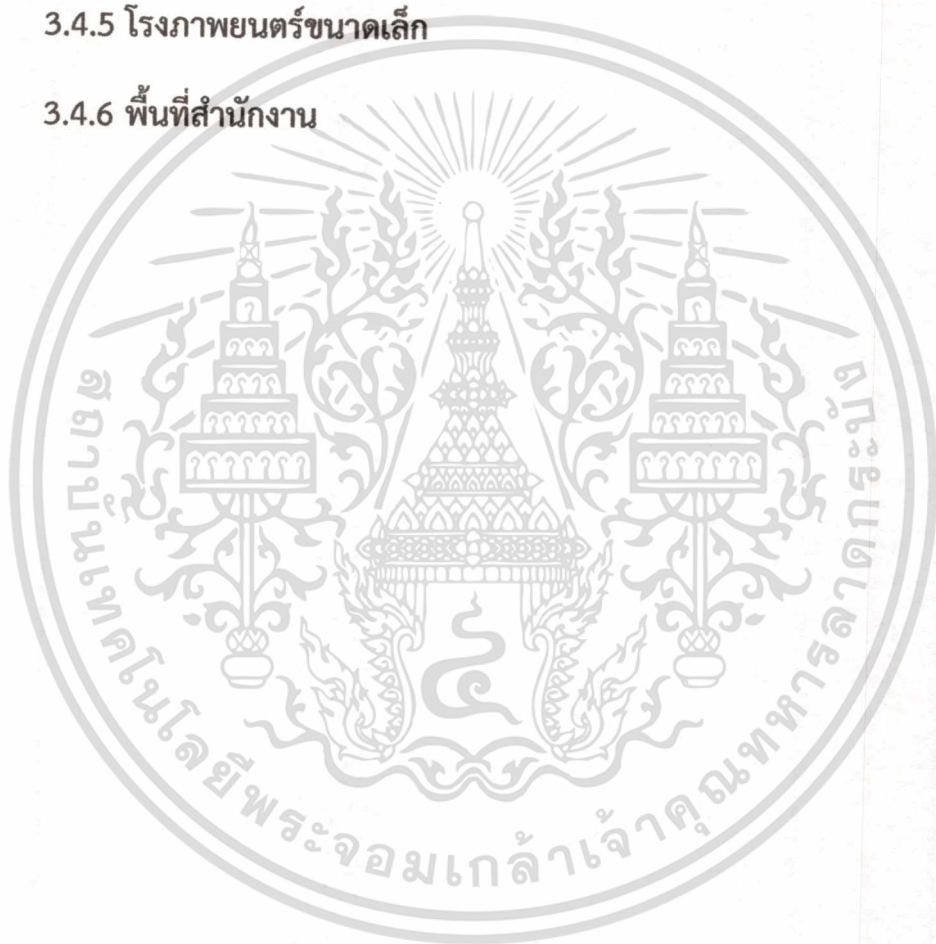 3.4.5 โรงภาพยนตร์ขนาดเล็ก
3.4.6 พื้นที่สำนักงาน
๔
สถาบันเทคโนโลยีพระจอมเกล้าเจ้าคุณทหารลาดกระบัง